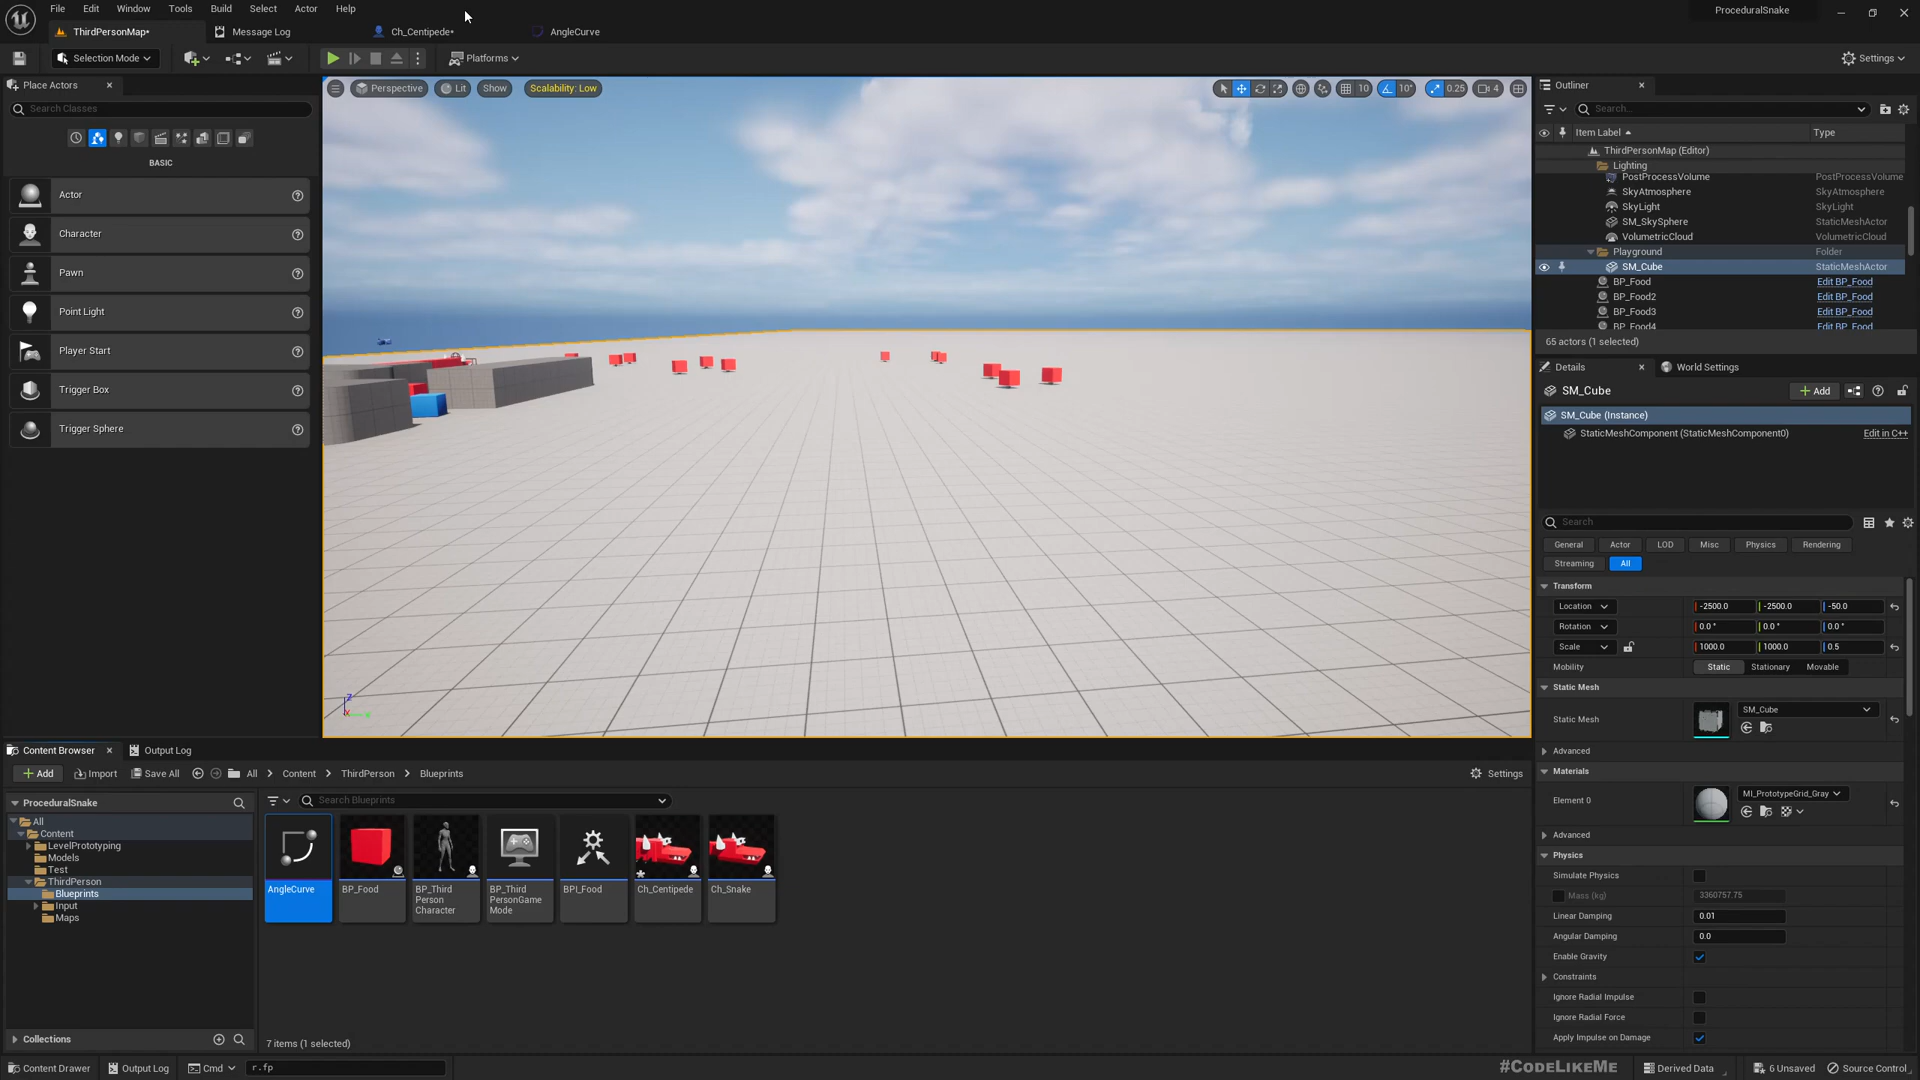 File Edit Window Tools Build Select Actor Help
ProceduralSnake
ThirdPersonMap* Message Log Ch_Centipede* AngleCurve
Selection Mode Platforms Settings
Place Actors
Search Classes
BASIC
Actor
Character
Pawn
Point Light
Player Start
Trigger Box
Trigger Sphere
Perspective Lit Show Scalability: Low 10 10° 0.25 4
Outliner
Search...
Item Label Type
ThirdPersonMap (Editor)
Lighting
PostProcessVolume PostProcessVolume
SkyAtmosphere SkyAtmosphere
SkyLight SkyLight
SM_SkySphere StaticMeshActor
VolumetricCloud VolumetricCloud
Playground Folder
SM_Cube StaticMeshActor
BP_Food Edit BP_Food
BP_Food2 Edit BP_Food
BP_Food3 Edit BP_Food
BP_Food4 Edit BP_Food
65 actors (1 selected)
Details World Settings
SM_Cube Add
SM_Cube (Instance)
StaticMeshComponent (StaticMeshComponent0) Edit in C++
Search
General Actor LOD Misc Physics Rendering
Streaming All
Transform
Location -2500.0 -2500.0 -50.0
Rotation 0.0 ° 0.0 ° 0.0 °
Scale 1000.0 1000.0 0.5
Mobility Static Stationary Movable
Static Mesh
Static Mesh SM_Cube
Advanced
Materials
Element 0 MI_PrototypeGrid_Gray
Advanced
Physics
Simulate Physics
Mass (kg) 3360757.75
Linear Damping 0.01
Angular Damping 0.0
Enable Gravity
Constraints
Ignore Radial Impulse
Ignore Radial Force
Apply Impulse on Damage
Content Browser Output Log
Add Import Save All All Content ThirdPerson Blueprints Settings
ProceduralSnake
All
Content
LevelPrototyping
Models
Test
ThirdPerson
Blueprints
Input
Maps
Collections
Search Blueprints
AngleCurve
BP_Food
BP_Third
Person
Character
BP_Third
PersonGame
Mode
BPI_Food
Ch_Centipede
Ch_Snake
7 items (1 selected)
Content Drawer Output Log Cmd r.fp
#CODELIKEME
Derived Data 6 Unsaved Source Control
Z
X